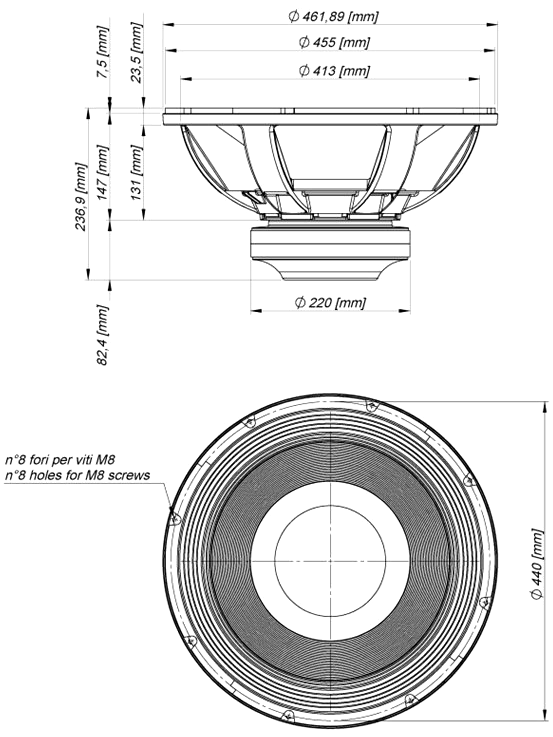 ∅ 461,89 [mm]
∅ 455 [mm]
∅ 413 [mm]
7,5 [mm]
23,5 [mm]
236,9 [mm]
147 [mm]
131 [mm]
82,4 [mm]
∅ 220 [mm]
n°8 fori per viti M8
n°8 holes for M8 screws
∅ 440 [mm]